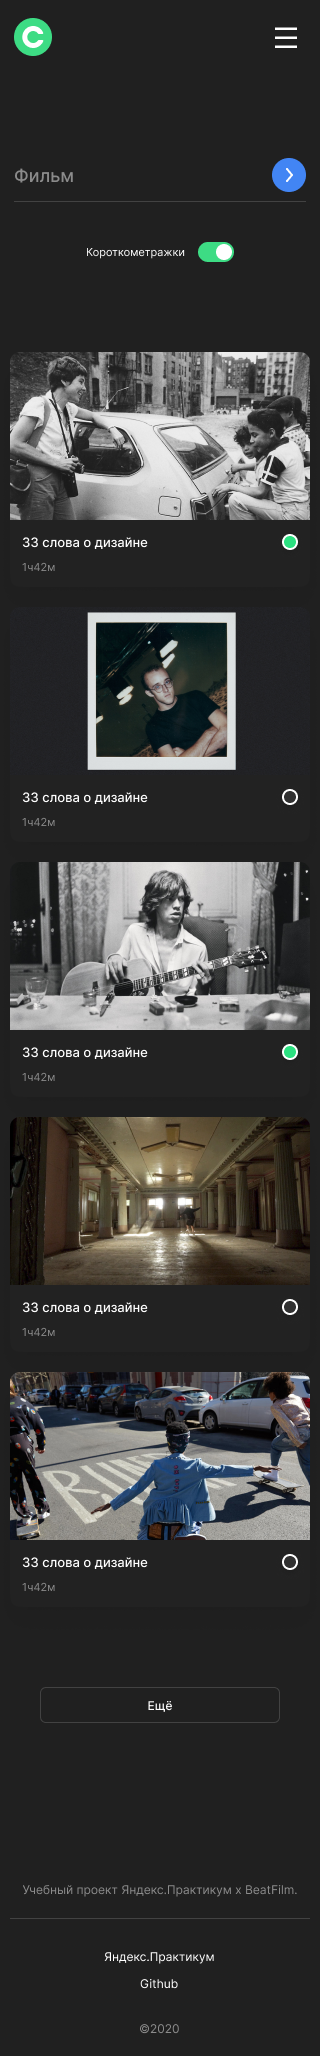 Фильм
Короткометражки
33 слова о дизайне
1ч42м
33 слова о дизайне
1ч42м
33 слова о дизайне
1ч42м
33 слова о дизайне
1ч42м
33 слова о дизайне
1ч42м
Ещё
Учебный проект Яндекс.Практикум х BeatFilm.
Яндекс.Практикум
Github
©2020